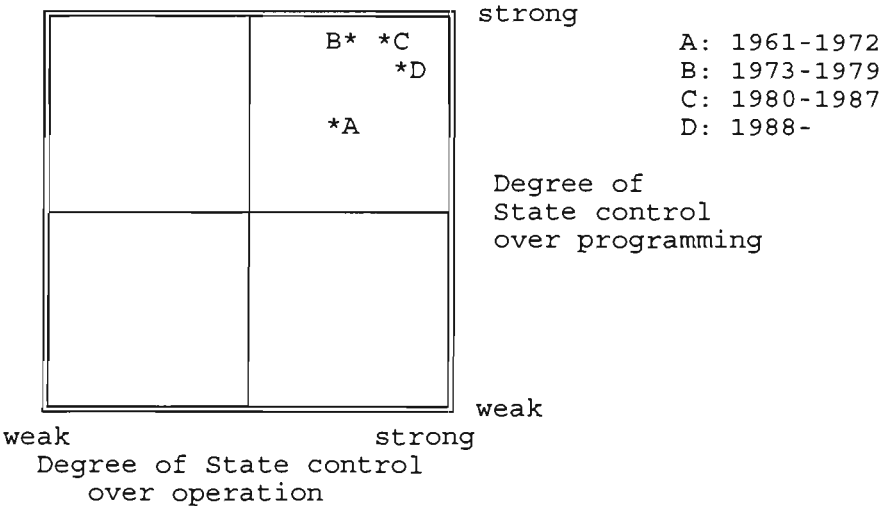 strong
B* *C
*D
*A
A: 1961-1972
B: 1973-1979
C: 1980-1987
D: 1988-
Degree of
State control
over programming
weak
weak strong
Degree of State control
over operation